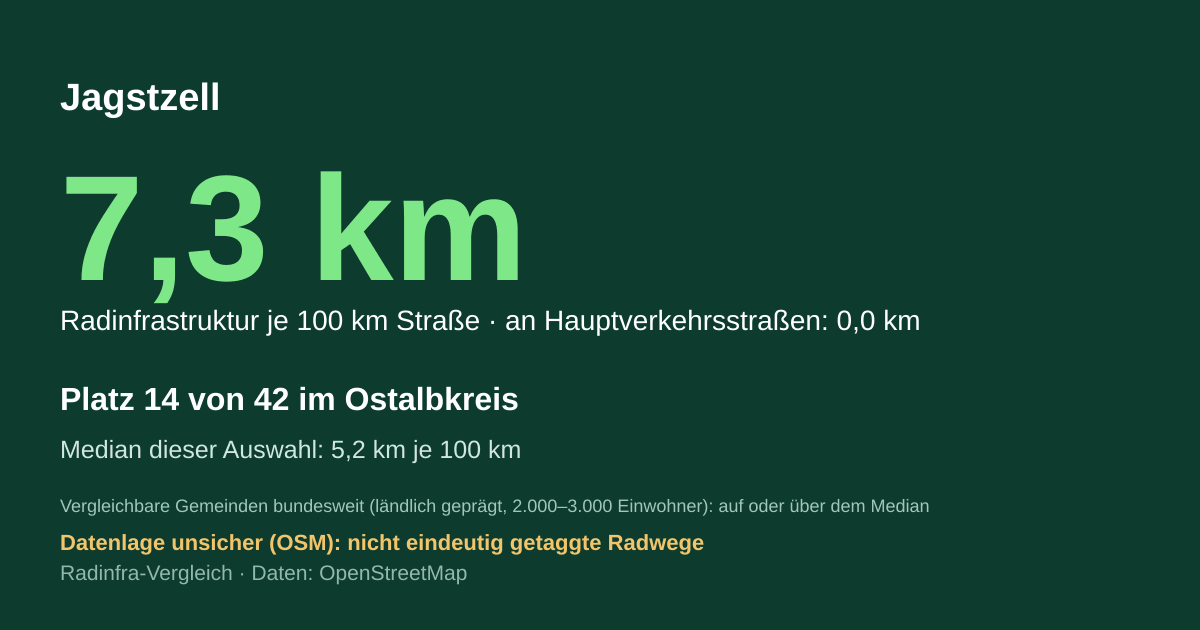 Jagstzell
7,3 km
Radinfrastruktur je 100 km Straße · an Hauptverkehrsstraßen: 0,0 km
Platz 14 von 42 im Ostalbkreis
Median dieser Auswahl: 5,2 km je 100 km
Vergleichbare Gemeinden bundesweit (ländlich geprägt, 2.000–3.000 Einwohner): auf oder über dem Median
Datenlage unsicher (OSM): nicht eindeutig getaggte Radwege
Radinfra-Vergleich · Daten: OpenStreetMap